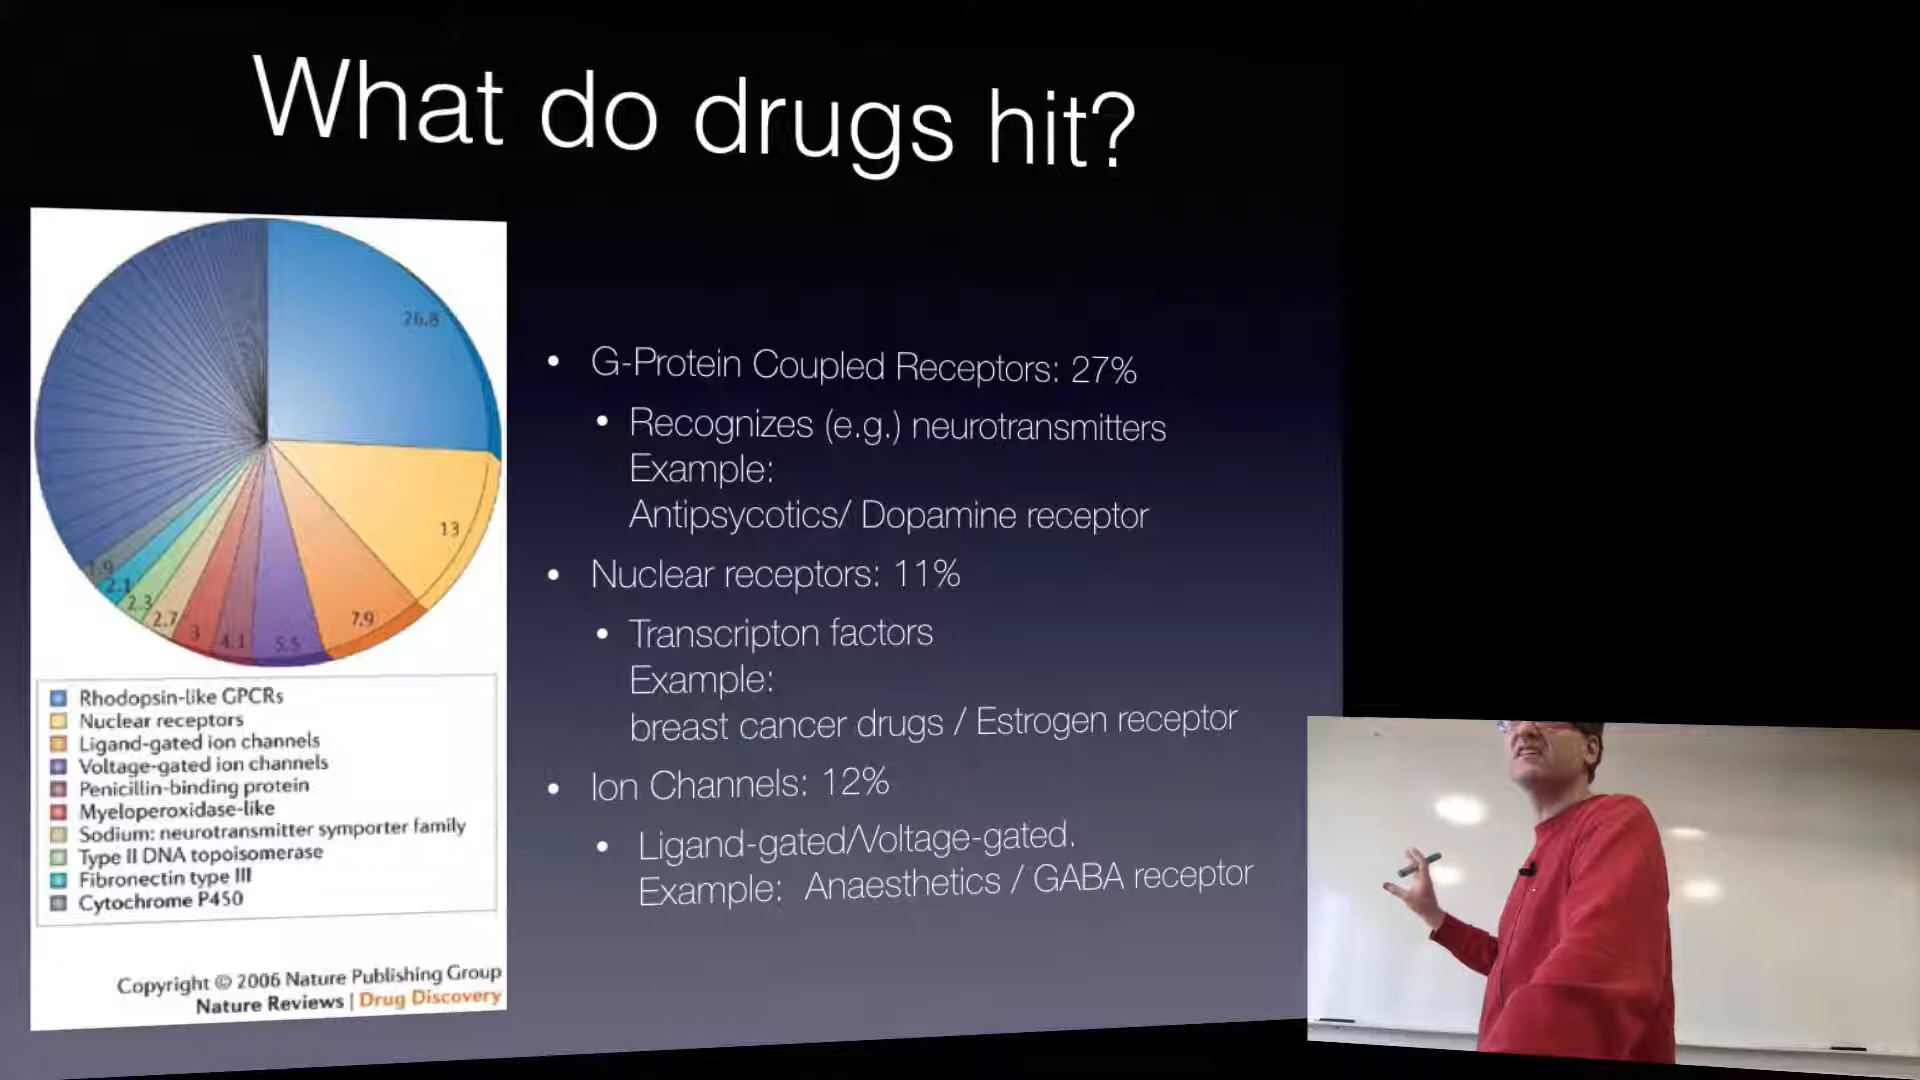 What do drugs hit?
26.8
13
7.9
5.5
4.1
3
2.7
2.3
2.1
1.9
Rhodopsin-like GPCRs
Nuclear receptors
Ligand-gated ion channels
Voltage-gated ion channels
Penicillin-binding protein
Myeloperoxidase-like
Sodium: neurotransmitter symporter family
Type II DNA topoisomerase
Fibronectin type III
Cytochrome P450
Copyright © 2006 Nature Publishing Group
Nature Reviews | Drug Discovery
• G-Protein Coupled Receptors: 27%
• Recognizes (e.g.) neurotransmitters
Example:
Antipsycotics/ Dopamine receptor
• Nuclear receptors: 11%
• Transcripton factors
Example:
breast cancer drugs / Estrogen receptor
• Ion Channels: 12%
• Ligand-gated/Voltage-gated.
Example: Anaesthetics / GABA receptor